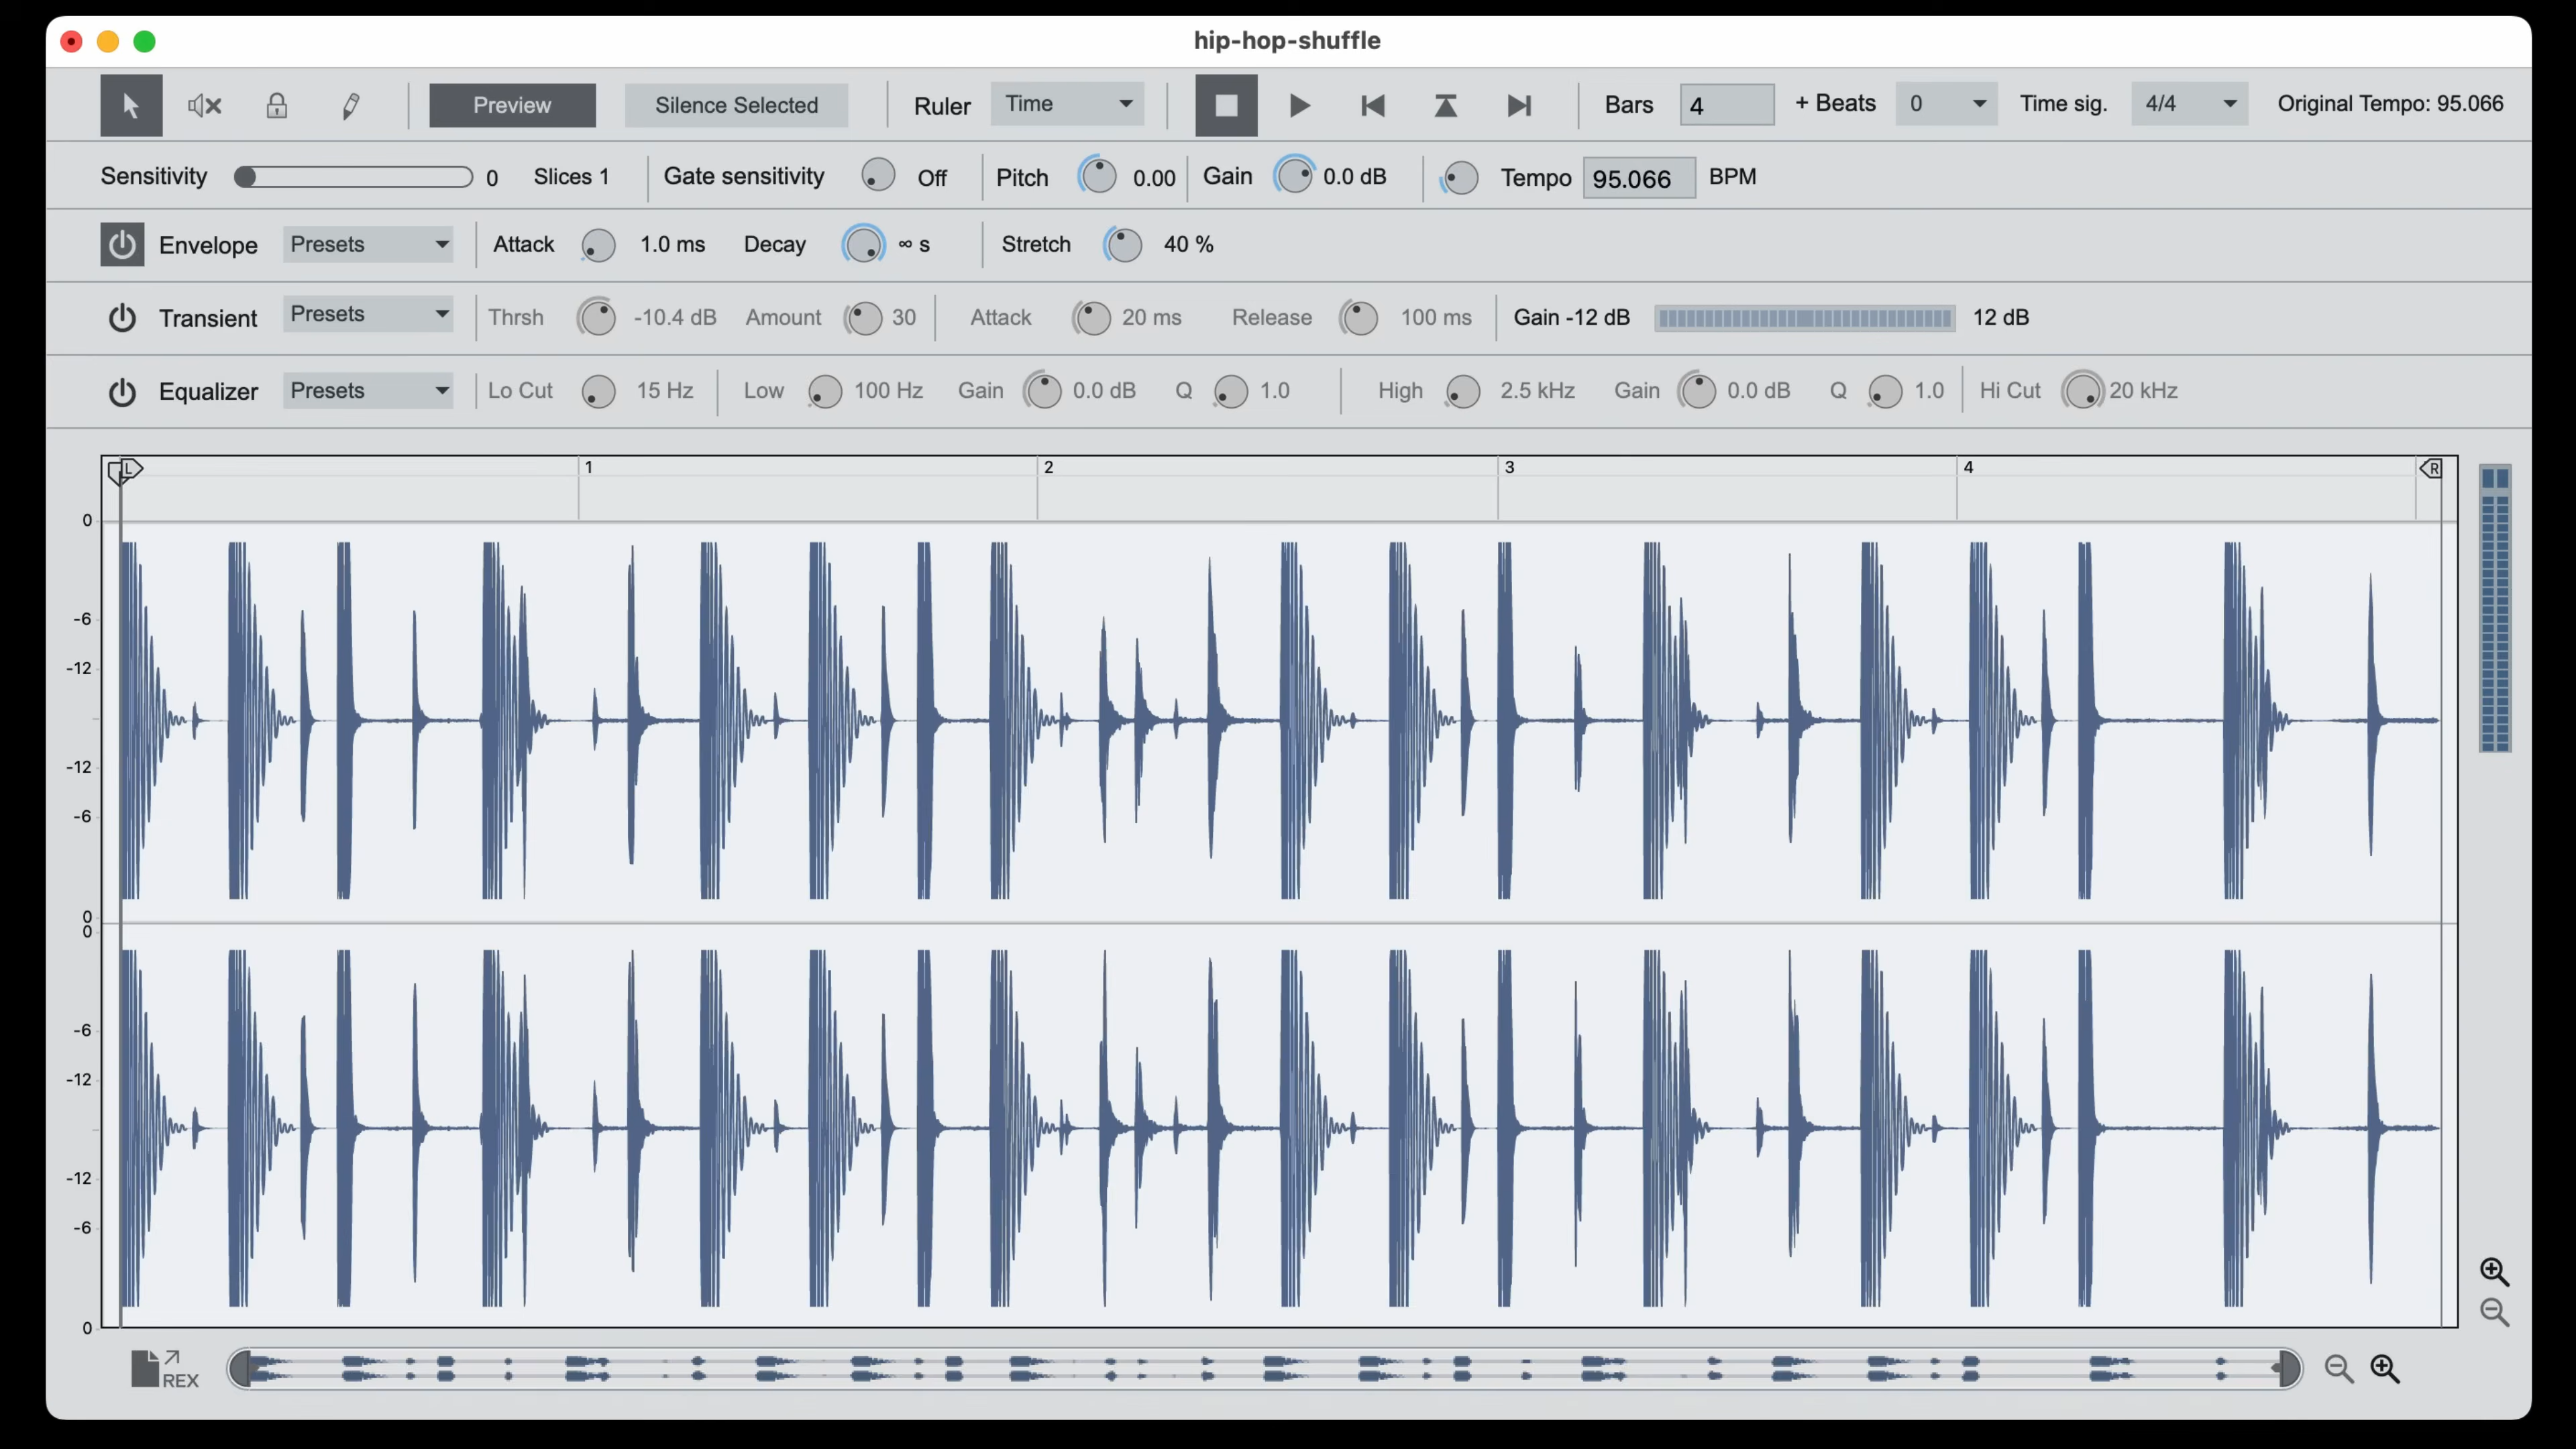 hip-hop-shuffle
Preview Silence Selected Ruler Time Bars 4 + Beats 0 Time sig. 4/4 Original Tempo: 95.066
Sensitivity 0 Slices 1 Gate sensitivity Off Pitch 0.00 Gain 0.0 dB Tempo 95.066 BPM
Envelope Presets Attack 1.0 ms Decay ∞ s Stretch 40 %
Transient Presets Thrsh -10.4 dB Amount 30 Attack 20 ms Release 100 ms Gain -12 dB 12 dB
Equalizer Presets Lo Cut 15 Hz Low 100 Hz Gain 0.0 dB Q 1.0 High 2.5 kHz Gain 0.0 dB Q 1.0 Hi Cut 20 kHz
L 1 2 3 4 R
0
-6
-12
-12
-6
0
0
-6
-12
-12
-6
0
REX